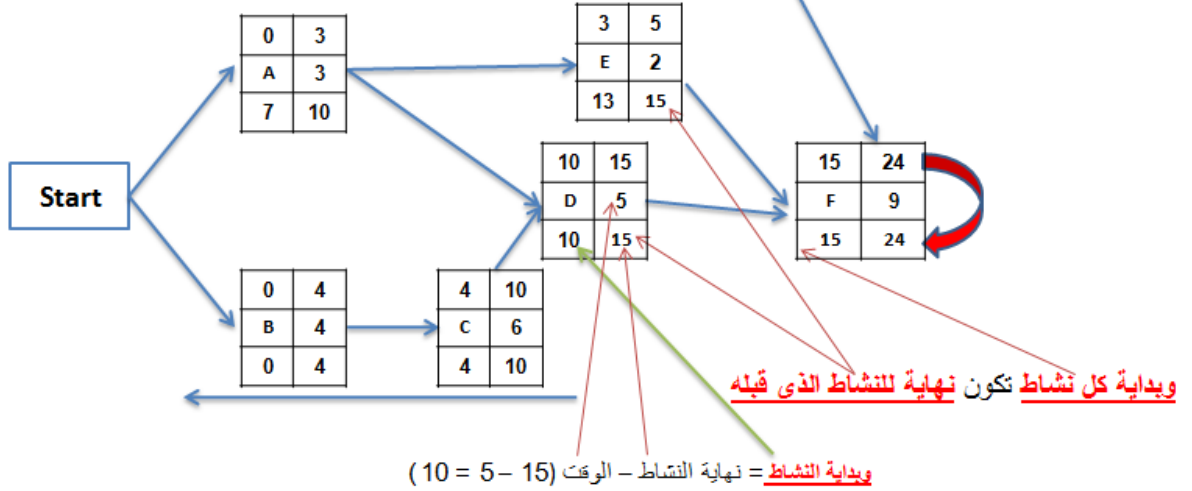 0 3
A 3
7 10
3 5
E 2
13 15
10 15
D 5
10 15
15 24
F 9
15 24
Start
0 4
B 4
0 4
4 10
C 6
4 10
وبداية كل نشاط تكون نهاية للنشاط الذى قبله
وبداية النشاط = نهاية النشاط – الوقت (15 – 5 = 10)